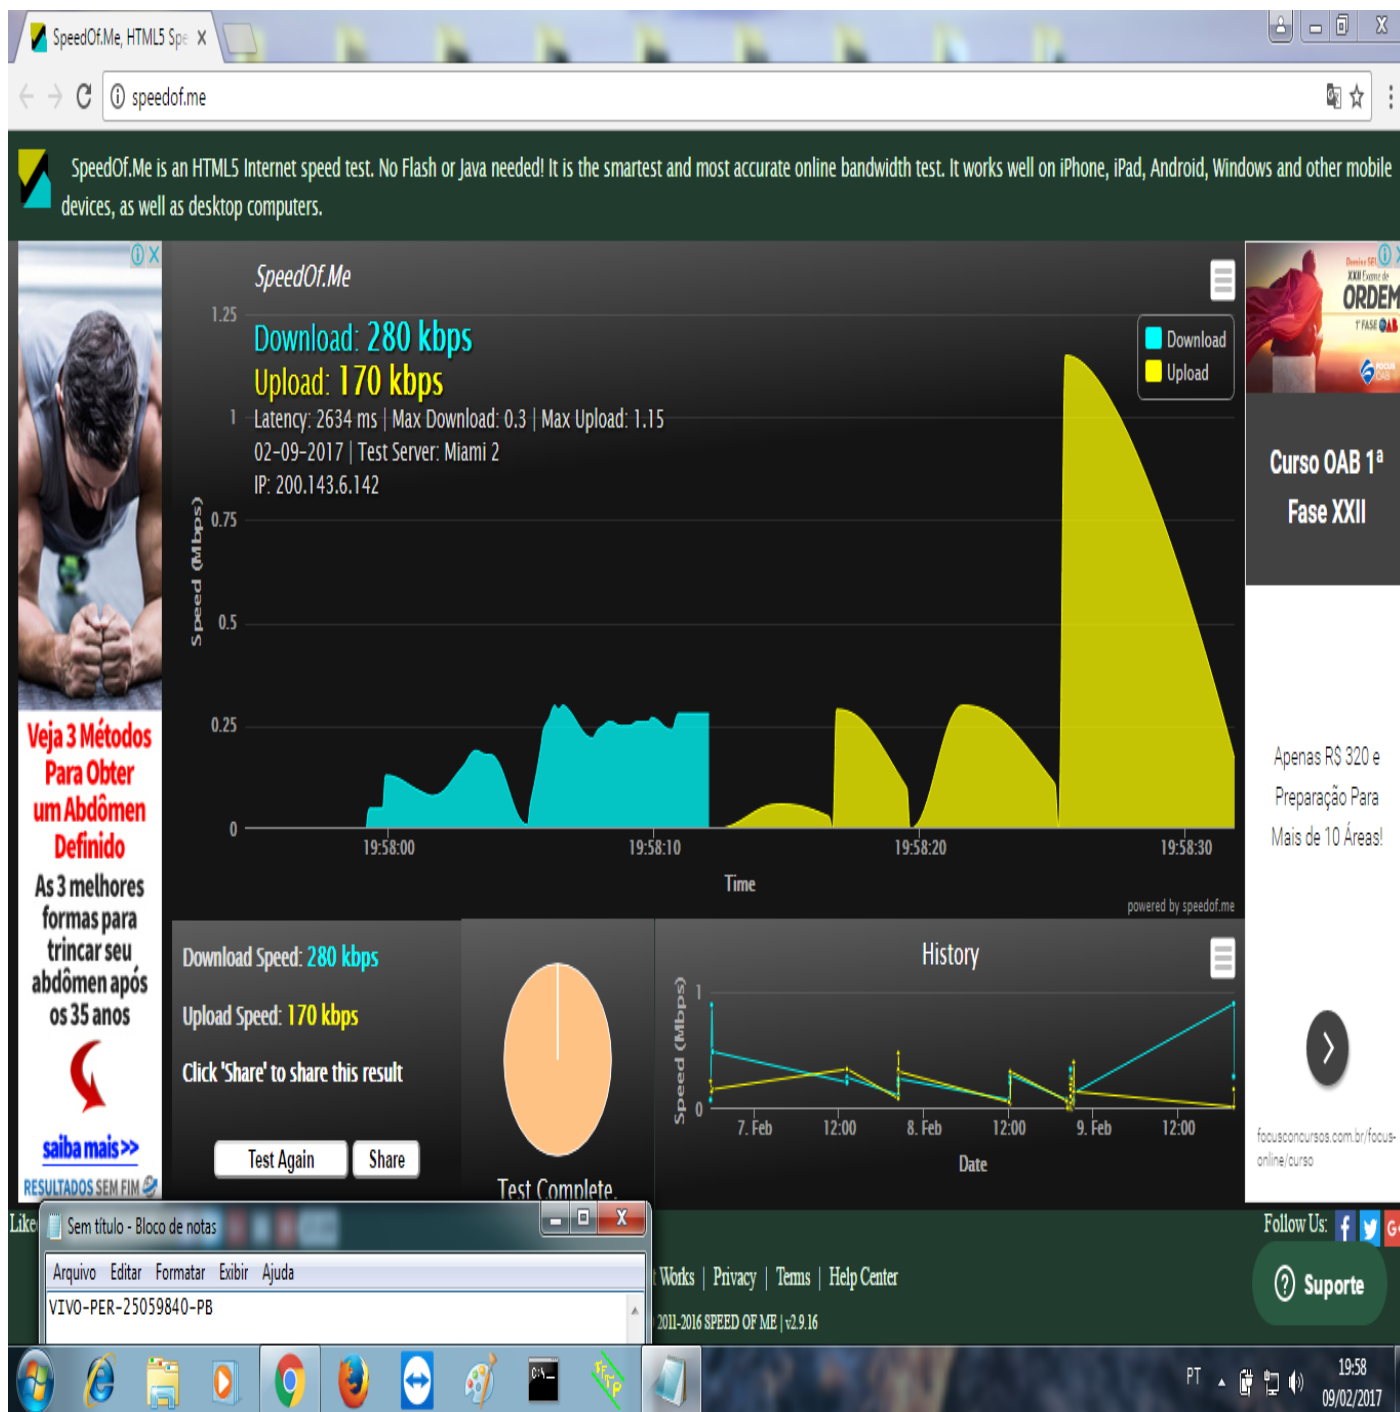 SpeedOf.Me, HTML5 Spe
speedof.me
SpeedOf.Me is an HTML5 Internet speed test. No Flash or Java needed! It is the smartest and most accurate online bandwidth test. It works well on iPhone, iPad, Android, Windows and other mobile
devices, as well as desktop computers.
Veja 3 Métodos
Para Obter
um Abdômen
Definido
As 3 melhores
formas para
trincar seu
abdômen após
os 35 anos
saiba mais >>
RESULTADOS SEM FIM
SpeedOf.Me
Download: 280 kbps
Upload: 170 kbps
Latency: 2634 ms | Max Download: 0.3 | Max Upload: 1.15
02-09-2017 | Test Server: Miami 2
IP: 200.143.6.142
Download
Upload
Speed (Mbps)
1.25
1
0.75
0.5
0.25
0
19:58:00 19:58:10 19:58:20 19:58:30
Time
powered by speedof.me
XXII Exame de
ORDEM
1ª FASE OAB
FOCUS
OAB
Curso OAB 1ª
Fase XXII
Apenas R$ 320 e
Preparação Para
Mais de 10 Áreas!
focusconcursos.com.br/focus-
online/curso
Download Speed: 280 kbps
Upload Speed: 170 kbps
Click 'Share' to share this result
Test Again Share
Test Complete.
History
Speed (Mbps)
1
0
7. Feb 12:00 8. Feb 12:00 9. Feb 12:00
Date
Like
Follow Us:
Works | Privacy | Terms | Help Center
2011-2016 SPEED OF ME | v2.9.16
Suporte
Sem título - Bloco de notas
Arquivo Editar Formatar Exibir Ajuda
VIVO-PER-25059840-PB
C:\_
TFTP
PT
19:58
09/02/2017